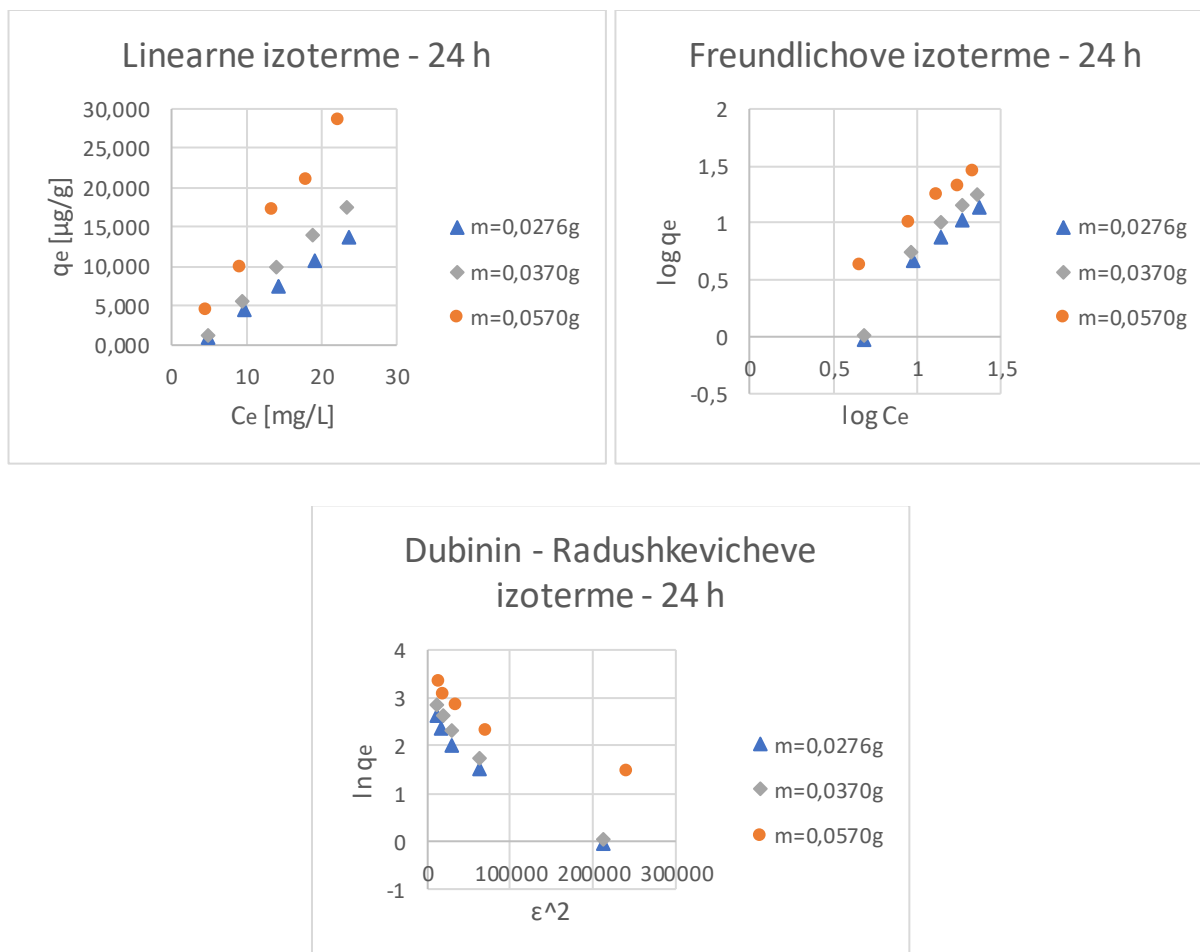 Linearne izoterme - 24 h
30,000
25,000
20,000
15,000
10,000
5,000
0,000
qe [µg/g]
0 10 20 30
Ce [mg/L]
m=0,0276g
m=0,0370g
m=0,0570g
Freundlichove izoterme - 24 h
2
1,5
1
0,5
0
-0,5
log qe
0 0,5 1 1,5
log Ce
m=0,0276g
m=0,0370g
m=0,0570g
Dubinin - Radushkevicheve
izoterme - 24 h
4
3
2
1
0
-1
ln qe
0 100000 200000 300000
ε^2
m=0,0276g
m=0,0370g
m=0,0570g